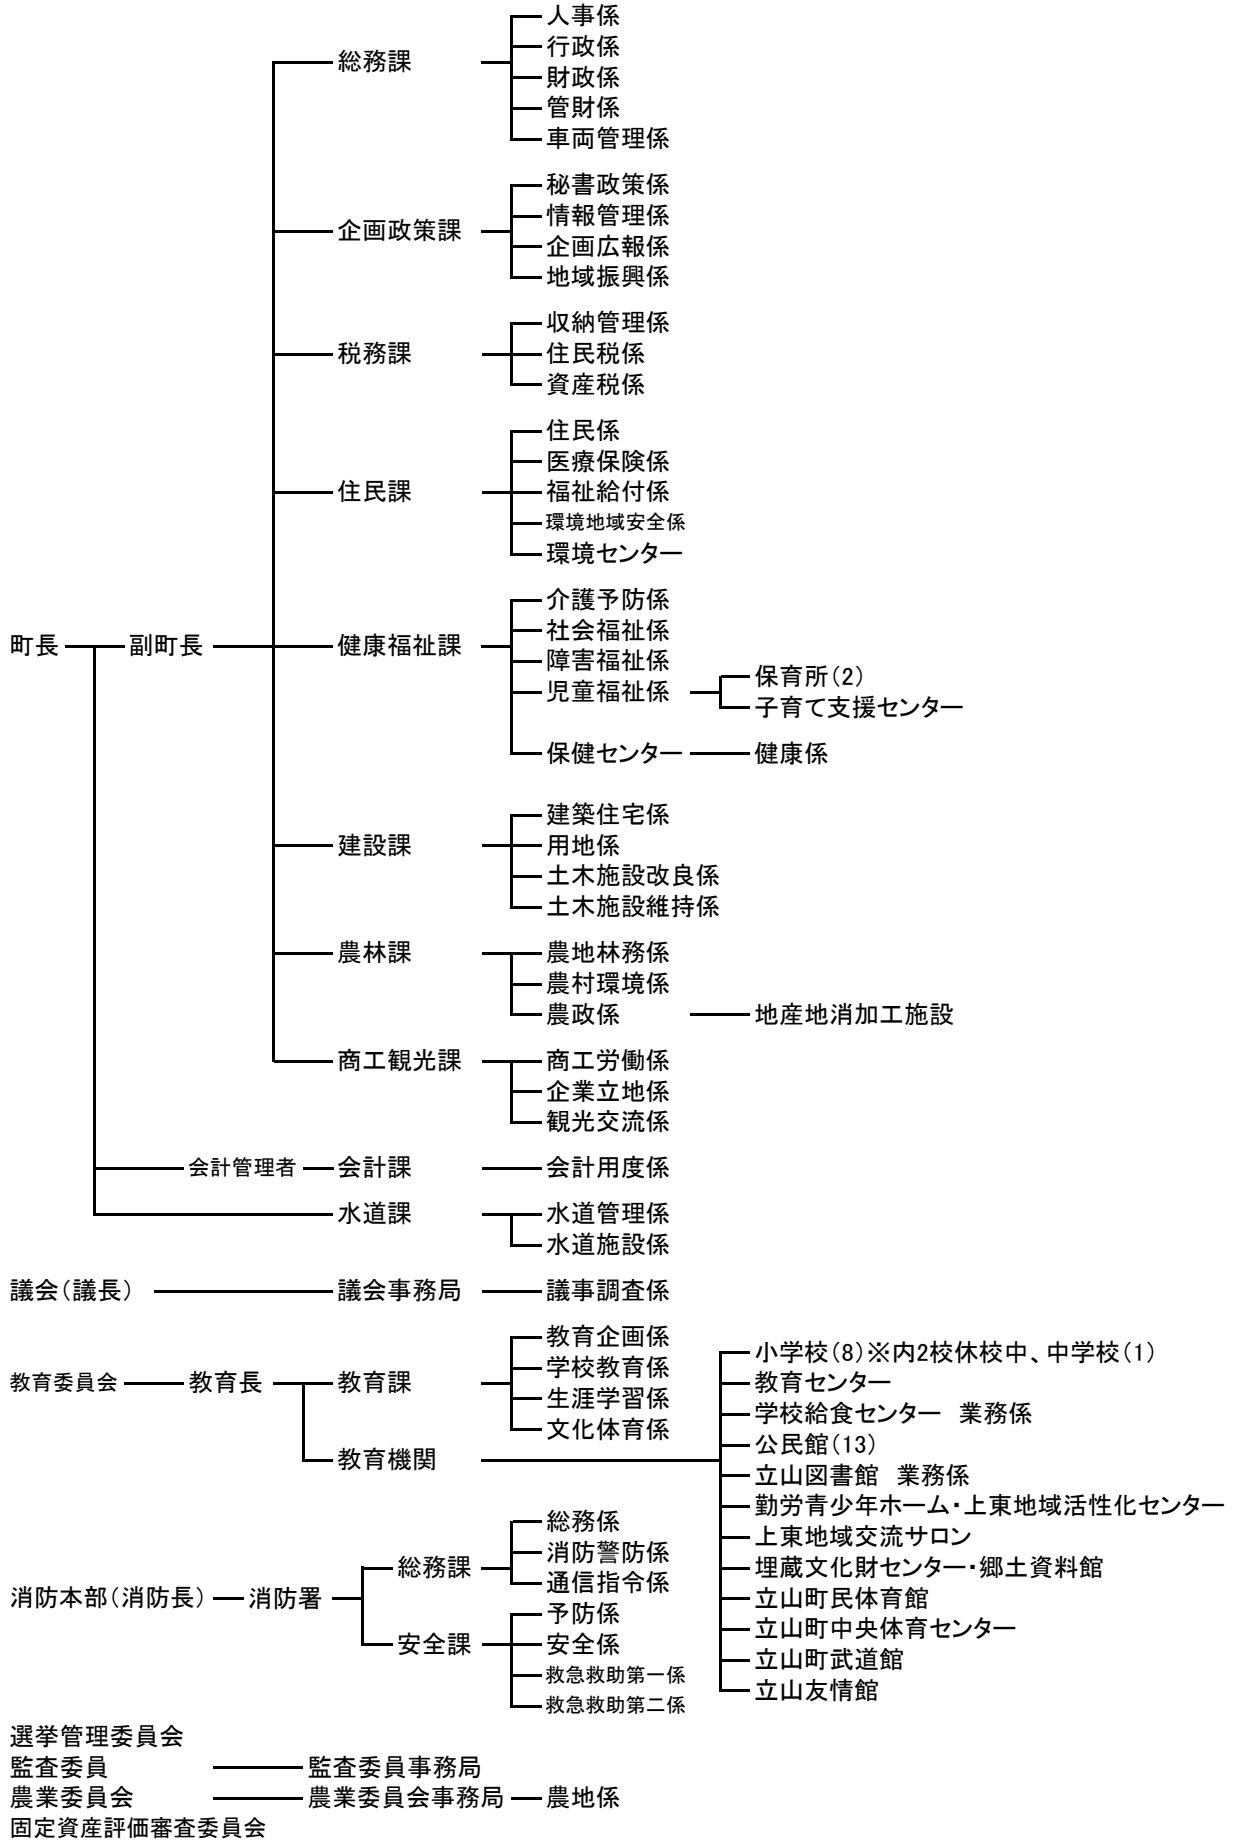 人事係
行政係
総務課 財政係
管財係
車両管理係
秘書政策係
情報管理係
企画政策課 企画広報係
地域振興係
収納管理係
税務課 住民税係
資産税係
住民係
医療保険係
住民課 福祉給付係
環境地域安全係
環境センター
介護予防係
社会福祉係
町長 副町長 健康福祉課 障害福祉係
児童福祉係 保育所(2)
子育て支援センター
保健センター 健康係
建築住宅係
建設課 用地係
土木施設改良係
土木施設維持係
農林課 農地林務係
農村環境係
農政係 地産地消加工施設
商工観光課 商工労働係
企業立地係
観光交流係
会計管理者 会計課 会計用度係
水道課 水道管理係
水道施設係
議会(議長) 議会事務局 議事調査係
教育企画係
学校教育係
教育委員会 教育長 教育課 生涯学習係
文化体育係
教育機関
小学校(8)※内2校休校中、中学校(1)
教育センター
学校給食センター 業務係
公民館(13)
立山図書館 業務係
勤労青少年ホーム・上東地域活性化センター
上東地域交流サロン
埋蔵文化財センター・郷土資料館
立山町民体育館
立山町中央体育センター
立山町武道館
立山友情館
総務係
総務課 消防警防係
通信指令係
消防本部(消防長) 消防署
予防係
安全課 安全係
救急救助第一係
救急救助第二係
選挙管理委員会
監査委員 監査委員事務局
農業委員会 農業委員会事務局 農地係
固定資産評価審査委員会